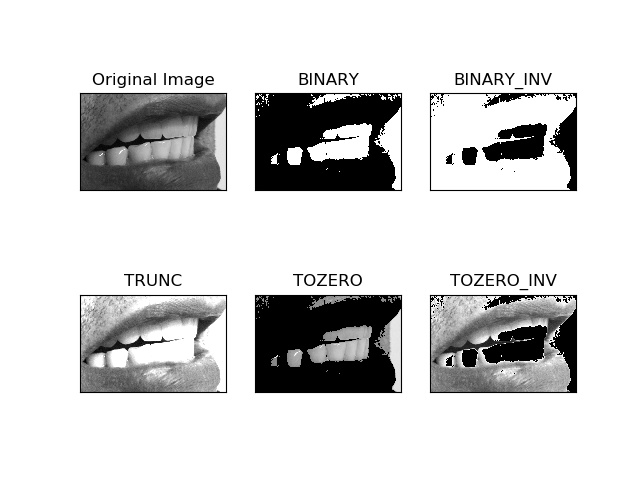 Original Image
BINARY
BINARY_INV
TRUNC
TOZERO
TOZERO_INV